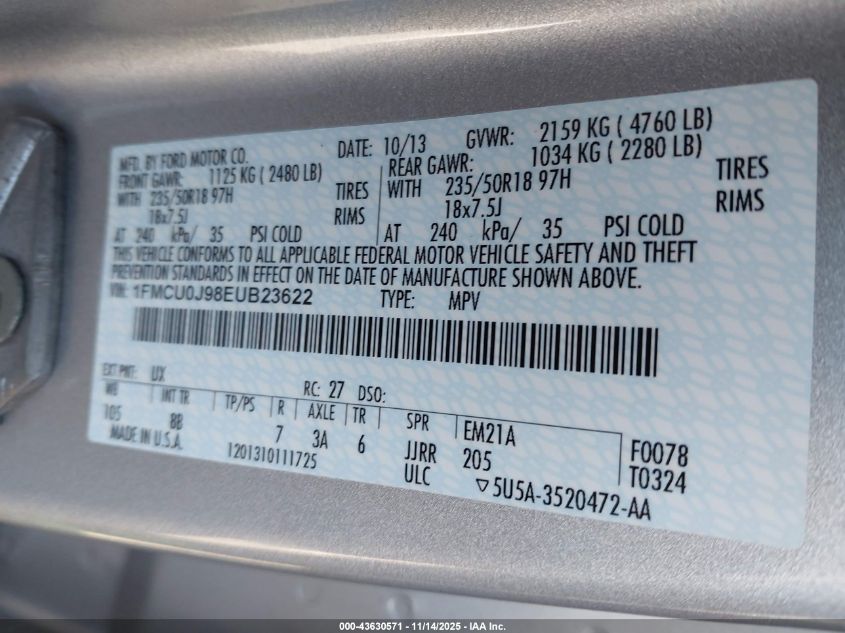 MFD. BY FORD MOTOR CO. DATE: 10/13 GVWR: 2159 KG ( 4760 LB)
FRONT GAWR: 1125 KG ( 2480 LB) REAR GAWR: 1034 KG ( 2280 LB)
WITH 235/50R18 97H TIRES WITH 235/50R18 97H TIRES
18x7.5J RIMS 18x7.5J RIMS
AT 240 kPa/ 35 PSI COLD AT 240 kPa/ 35 PSI COLD
THIS VEHICLE CONFORMS TO ALL APPLICABLE FEDERAL MOTOR VEHICLE SAFETY AND THEFT
PREVENTION STANDARDS IN EFFECT ON THE DATE OF MANUFACTURE SHOWN ABOVE.
VIN: 1FMCU0J98EUB23622 TYPE: MPV
EXT PNT: UX RC: 27 DSO:
WB INT TR TP/PS R AXLE TR SPR EM21A
105 8B 7 3A 6 JJRR 205 F0078
MADE IN U.S.A. 1201310111725 ULC T0324
▽5U5A-3520472-AA
000-43630571 - 11/14/2025 - IAA Inc.